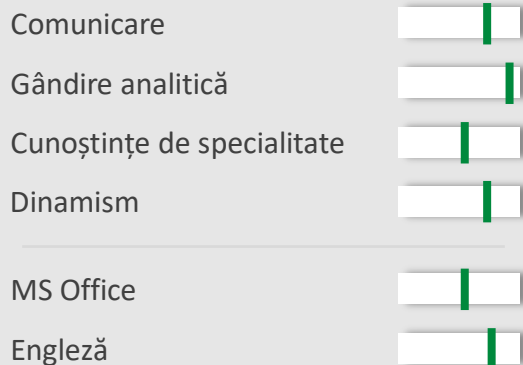 Comunicare
Gândire analitică
Cunoștințe de specialitate
Dinamism
MS Office
Engleză